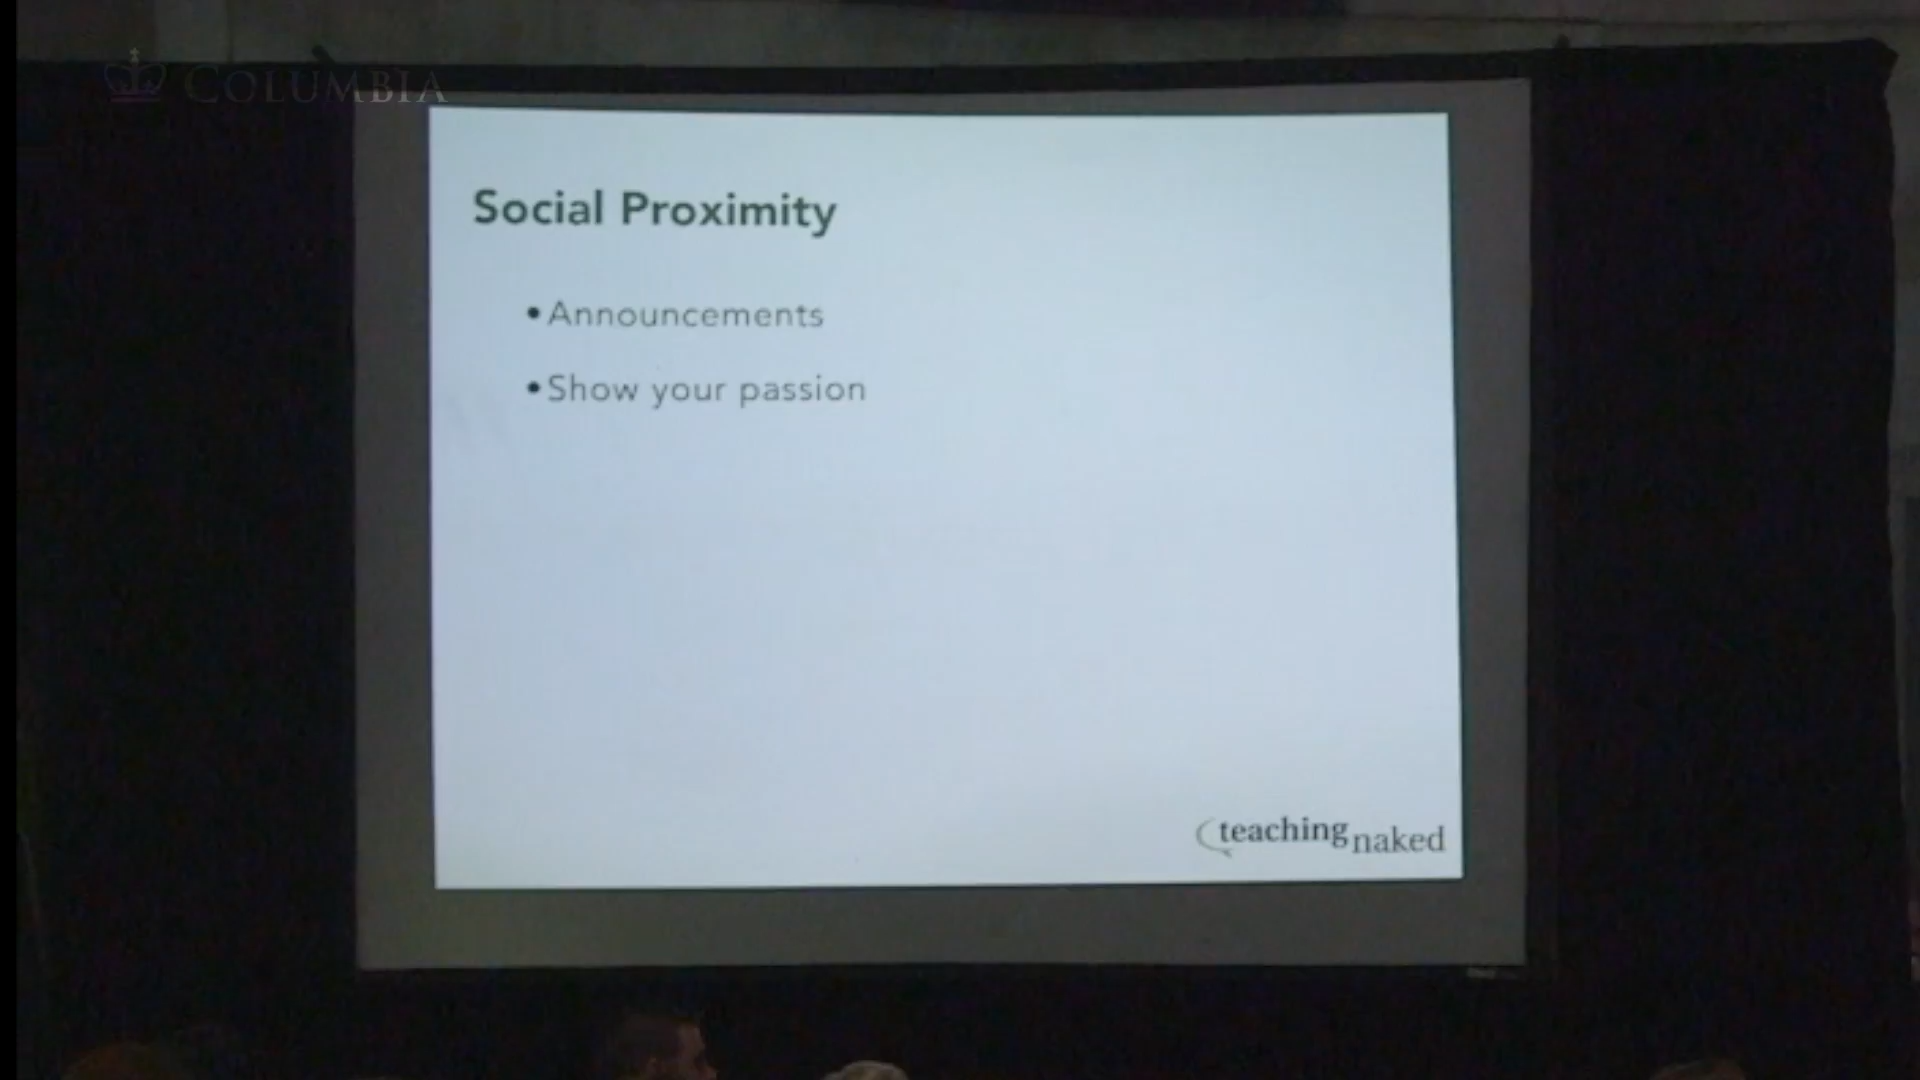 COLUMBIA
Social Proximity
•Announcements
•Show your passion
teaching naked